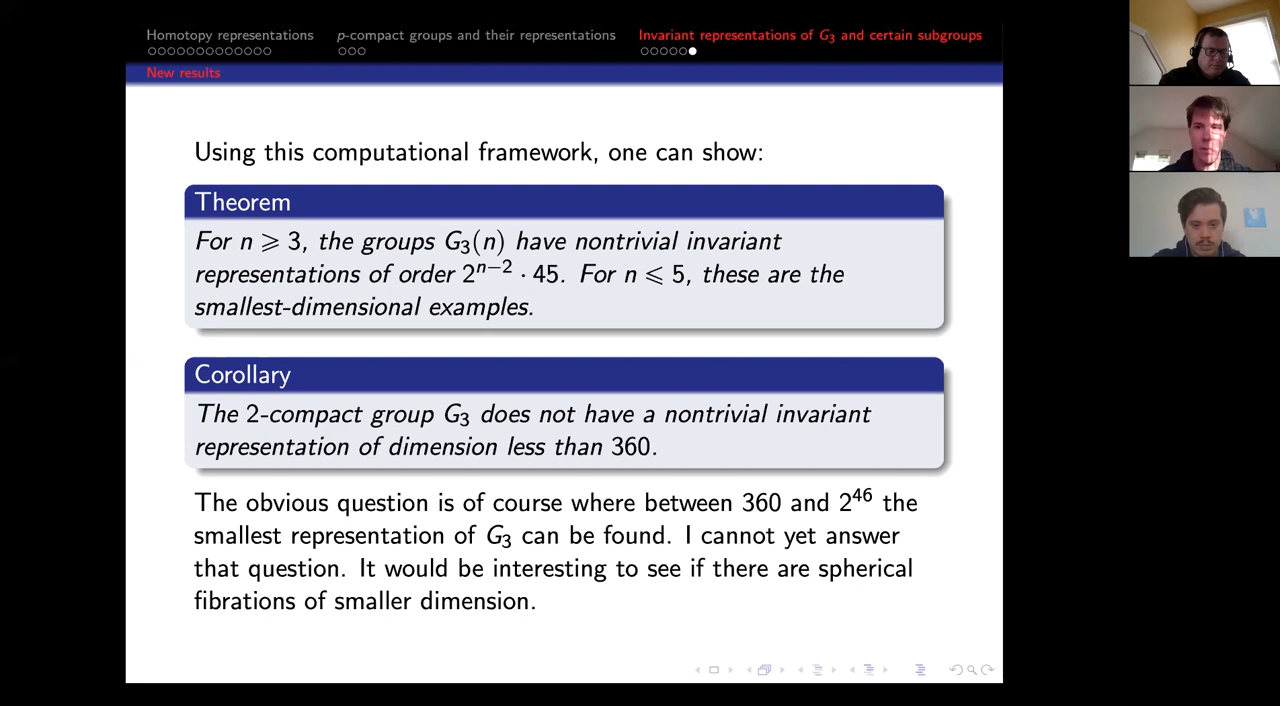 Homotopy representations
p-compact groups and their representations
Invariant representations of G₃ and certain subgroups
New results
Using this computational framework, one can show:
Theorem
For n ⩾ 3, the groups G₃(n) have nontrivial invariant
representations of order 2ⁿ⁻² · 45. For n ⩽ 5, these are the
smallest-dimensional examples.
Corollary
The 2-compact group G₃ does not have a nontrivial invariant
representation of dimension less than 360.
The obvious question is of course where between 360 and 2⁴⁶ the
smallest representation of G₃ can be found. I cannot yet answer
that question. It would be interesting to see if there are spherical
fibrations of smaller dimension.